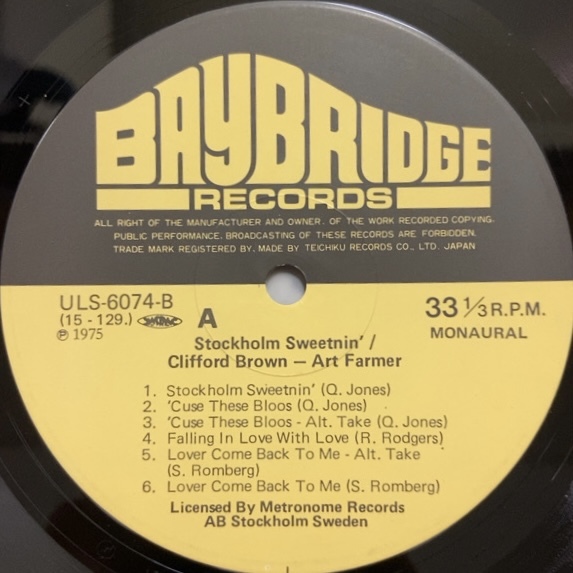 BAYBRIDGE
RECORDS
ALL RIGHT OF THE MANUFACTURER AND OWNER. OF THE WORK RECORDED COPYING.
PUBLIC PERFORMANCE. BROADCASTING OF THESE RECORDS ARE FORBIDDEN.
TRADE MARK REGISTERED BY. MADE BY TEICHIKU RECORDS CO., LTD. JAPAN
ULS-6074-B
(15 - 129.)
℗ 1975
A
33 1/3 R.P.M.
MONAURAL
Stockholm Sweetnin' /
Clifford Brown — Art Farmer
1. Stockholm Sweetnin' (Q. Jones)
2. 'Cuse These Bloos (Q. Jones)
3. 'Cuse These Bloos - Alt. Take (Q. Jones)
4. Falling In Love With Love (R. Rodgers)
5. Lover Come Back To Me - Alt. Take
(S. Romberg)
6. Lover Come Back To Me (S. Romberg)
Licensed By Metronome Records
AB Stockholm Sweden